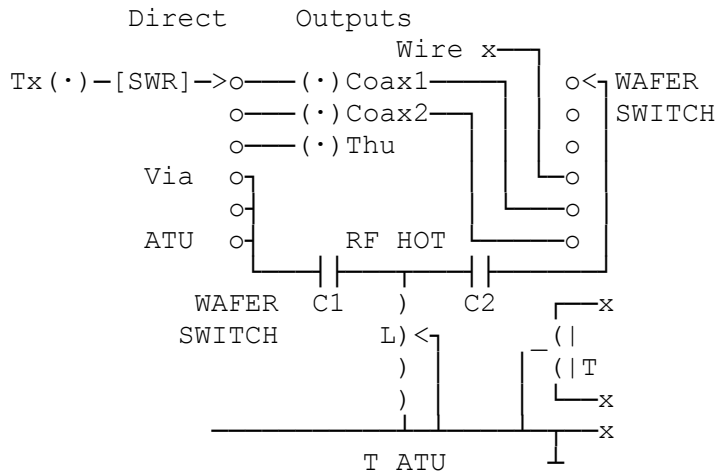 Direct Outputs
Wire x
Tx(·)—[SWR]—>o———(·)Coax1 o< WAFER
o———(·)Coax2 SWITCH
o———(·)Thu
Via
ATU RF HOT
WAFER C1 C2
SWITCH L)< x
T
x
x
T ATU